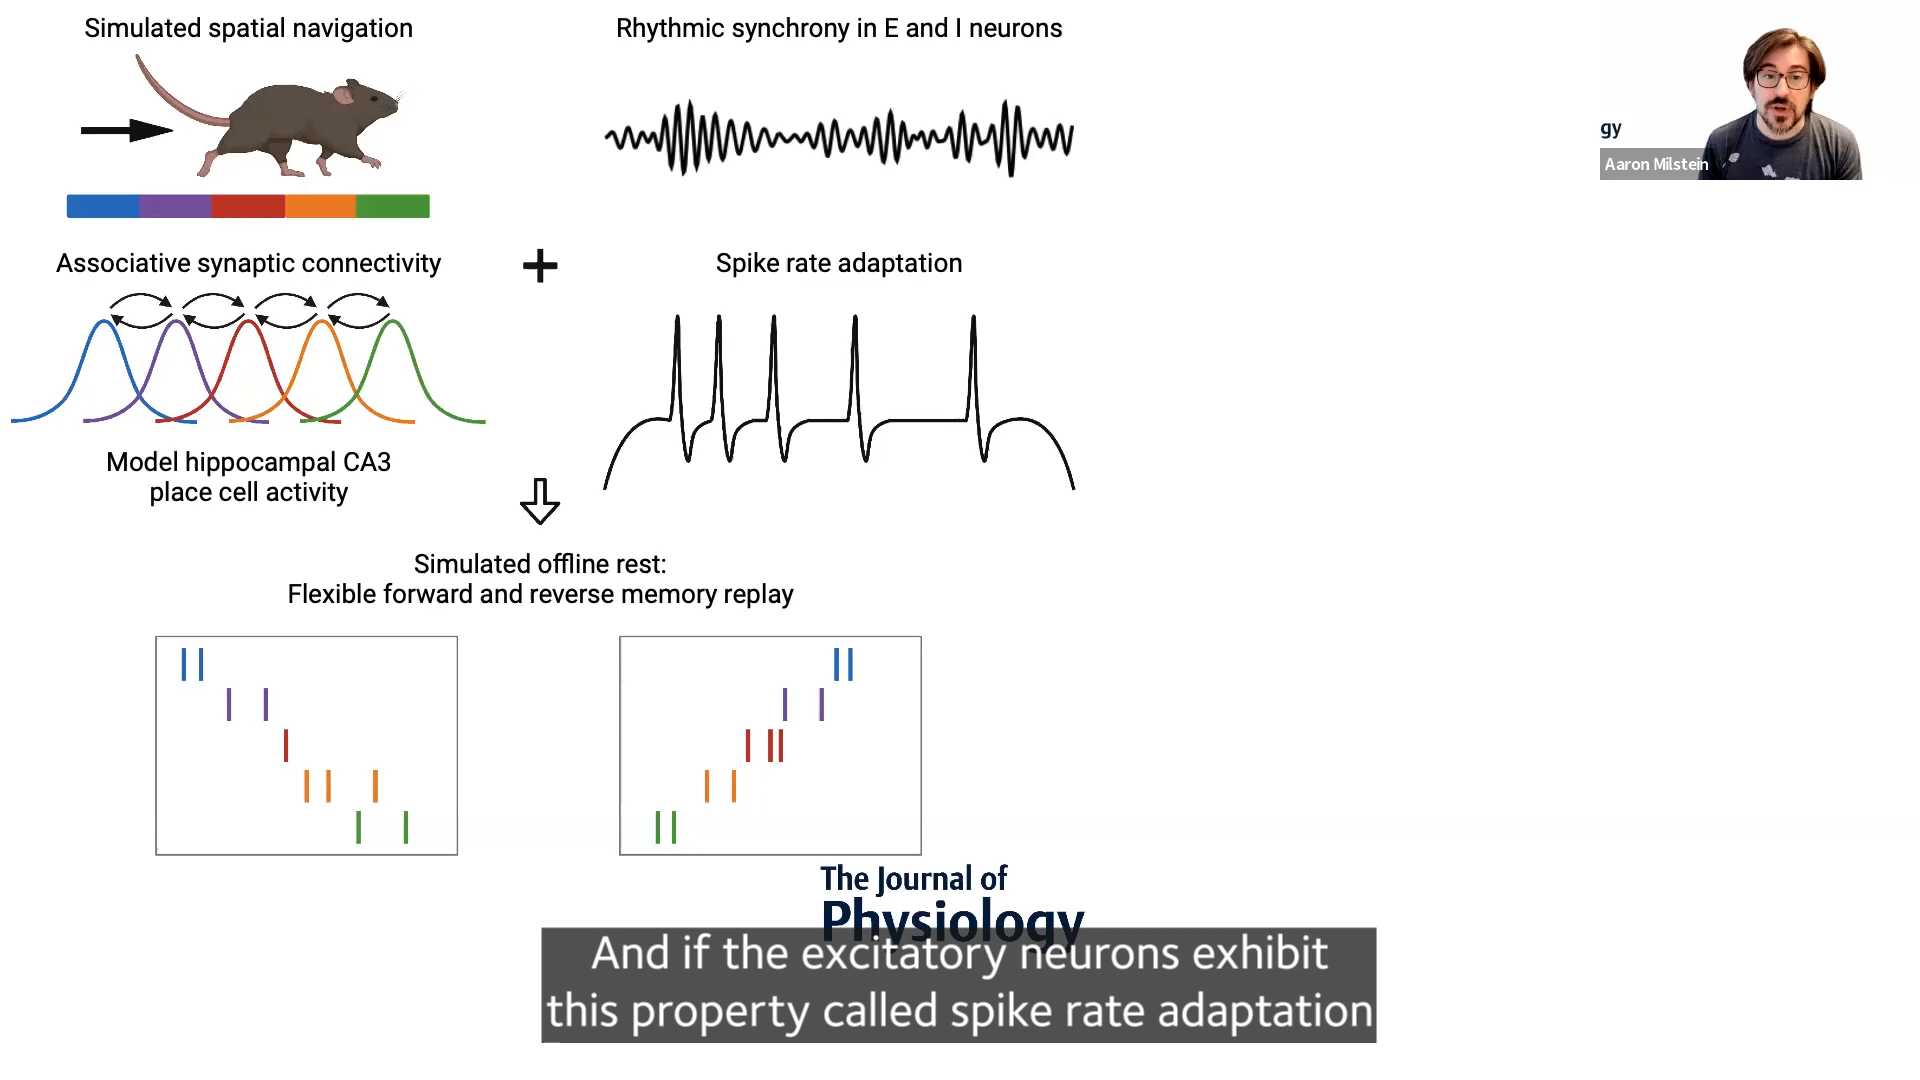 Simulated spatial navigation
Rhythmic synchrony in E and I neurons
gy
Aaron Milstein
Associative synaptic connectivity
+
Spike rate adaptation
Model hippocampal CA3
place cell activity
Simulated offline rest:
Flexible forward and reverse memory replay
The Journal of
Physiology
And if the excitatory neurons exhibit
this property called spike rate adaptation